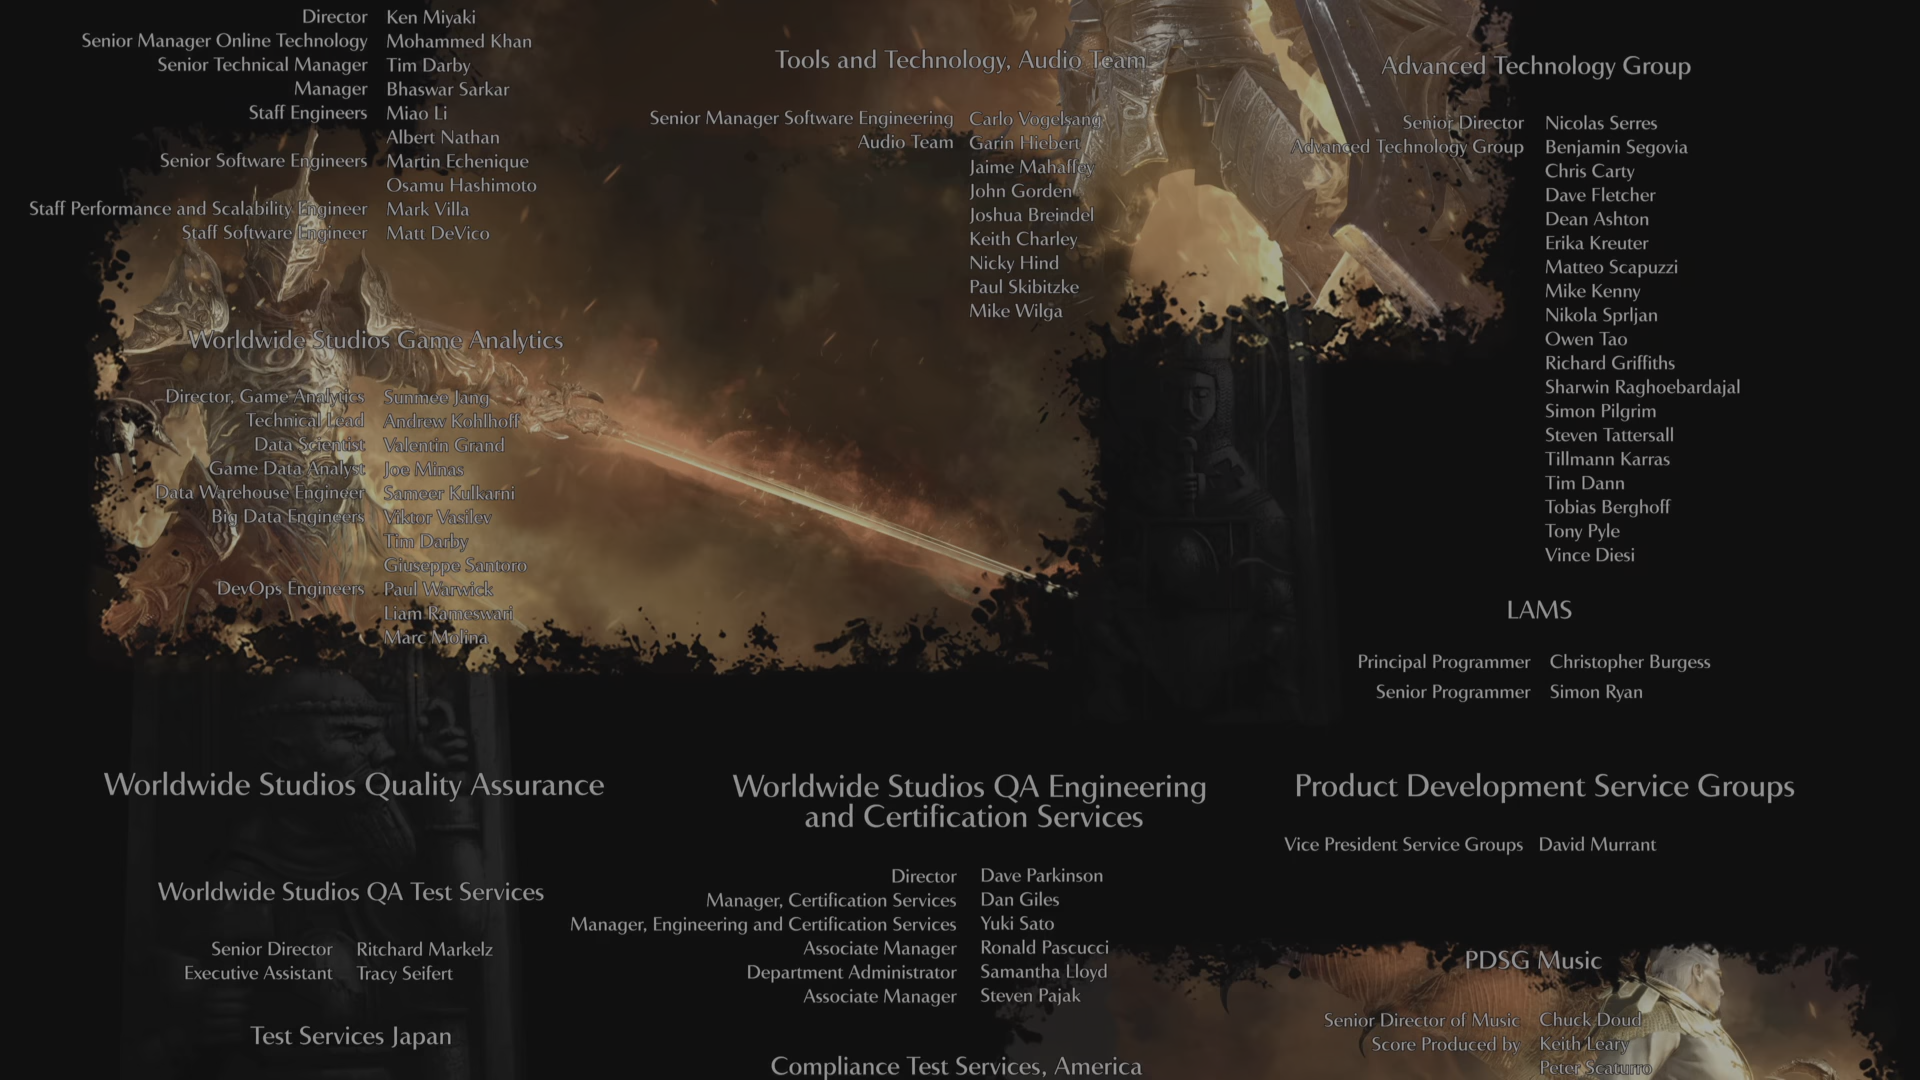 Director Ken Miyaki
Senior Manager Online Technology Mohammed Khan
Senior Technical Manager Tim Darby
Manager Bhaswar Sarkar
Staff Engineers Miao Li
Albert Nathan
Senior Software Engineers Martin Echenique
Osamu Hashimoto
Staff Performance and Scalability Engineer Mark Villa
Staff Software Engineer Matt DeVico
Worldwide Studios Game Analytics
Director, Game Analytics Sunmee Jang
Technical Lead Andrew Kohlhoff
Data Scientist Valentin Grand
Game Data Analyst Joe Minas
Data Warehouse Engineer Sameer Kulkarni
Big Data Engineers Viktor Vasilev
Tim Darby
Giuseppe Santoro
DevOps Engineers Paul Warwick
Liam Rameswari
Marc Molina
Tools and Technology, Audio Team
Senior Manager Software Engineering Carlo Vogelsang
Audio Team Garin Hiebert
Jaime Mahaffey
John Gorden
Joshua Breindel
Keith Charley
Nicky Hind
Paul Skibitzke
Mike Wilga
Advanced Technology Group
Senior Director Nicolas Serres
Advanced Technology Group Benjamin Segovia
Chris Carty
Dave Fletcher
Dean Ashton
Erika Kreuter
Matteo Scapuzzi
Mike Kenny
Nikola Sprljan
Owen Tao
Richard Griffiths
Sharwin Raghoebardajal
Simon Pilgrim
Steven Tattersall
Tillmann Karras
Tim Dann
Tobias Berghoff
Tony Pyle
Vince Diesi
LAMS
Principal Programmer Christopher Burgess
Senior Programmer Simon Ryan
Worldwide Studios Quality Assurance
Worldwide Studios QA Test Services
Senior Director Ritchard Markelz
Executive Assistant Tracy Seifert
Test Services Japan
Worldwide Studios QA Engineering
and Certification Services
Director Dave Parkinson
Manager, Certification Services Dan Giles
Manager, Engineering and Certification Services Yuki Sato
Associate Manager Ronald Pascucci
Department Administrator Samantha Lloyd
Associate Manager Steven Pajak
Compliance Test Services, America
Product Development Service Groups
Vice President Service Groups David Murrant
PDSG Music
Senior Director of Music Chuck Doud
Score Produced by Keith Leary
Peter Scaturro